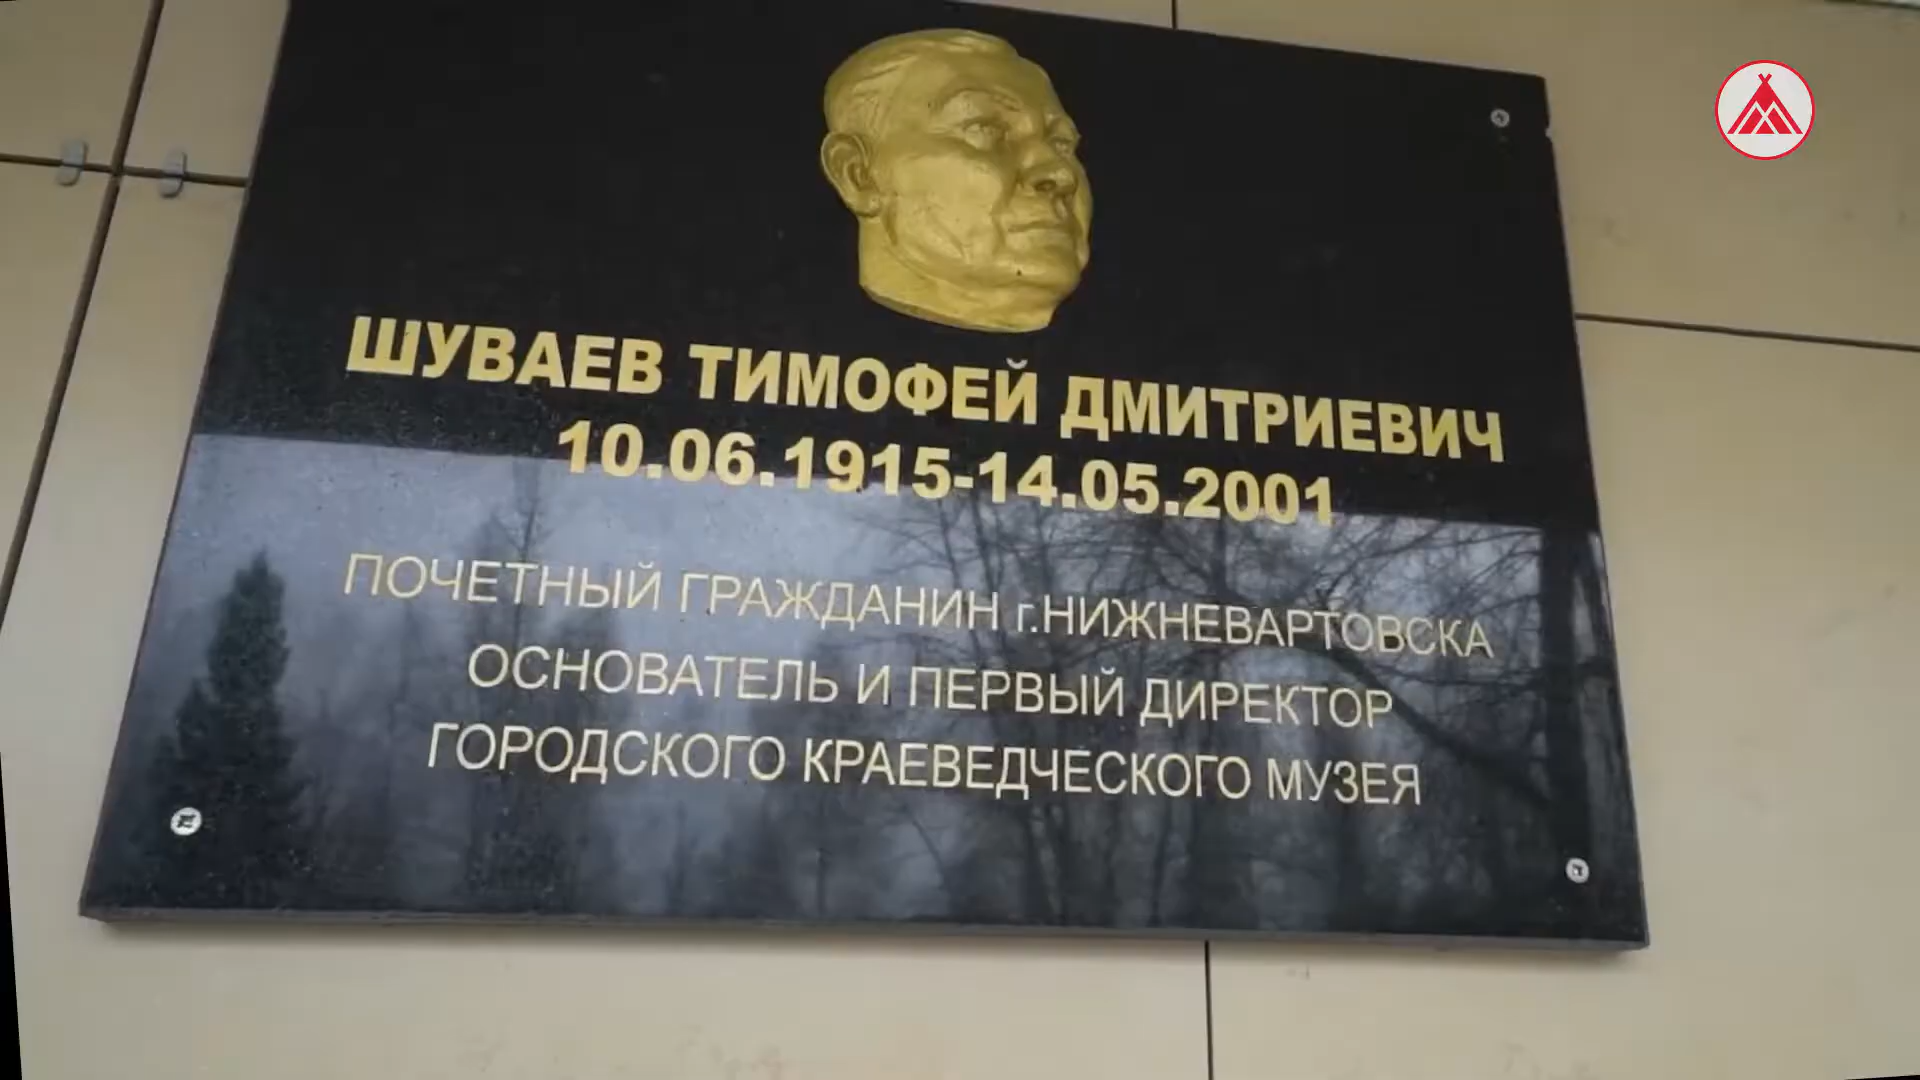 ШУВАЕВ ТИМОФЕЙ ДМИТРИЕВИЧ
10.06.1915-14.05.2001
ПОЧЕТНЫЙ ГРАЖДАНИН г.НИЖНЕВАРТОВСКА
ОСНОВАТЕЛЬ И ПЕРВЫЙ ДИРЕКТОР
ГОРОДСКОГО КРАЕВЕДЧЕСКОГО МУЗЕЯ